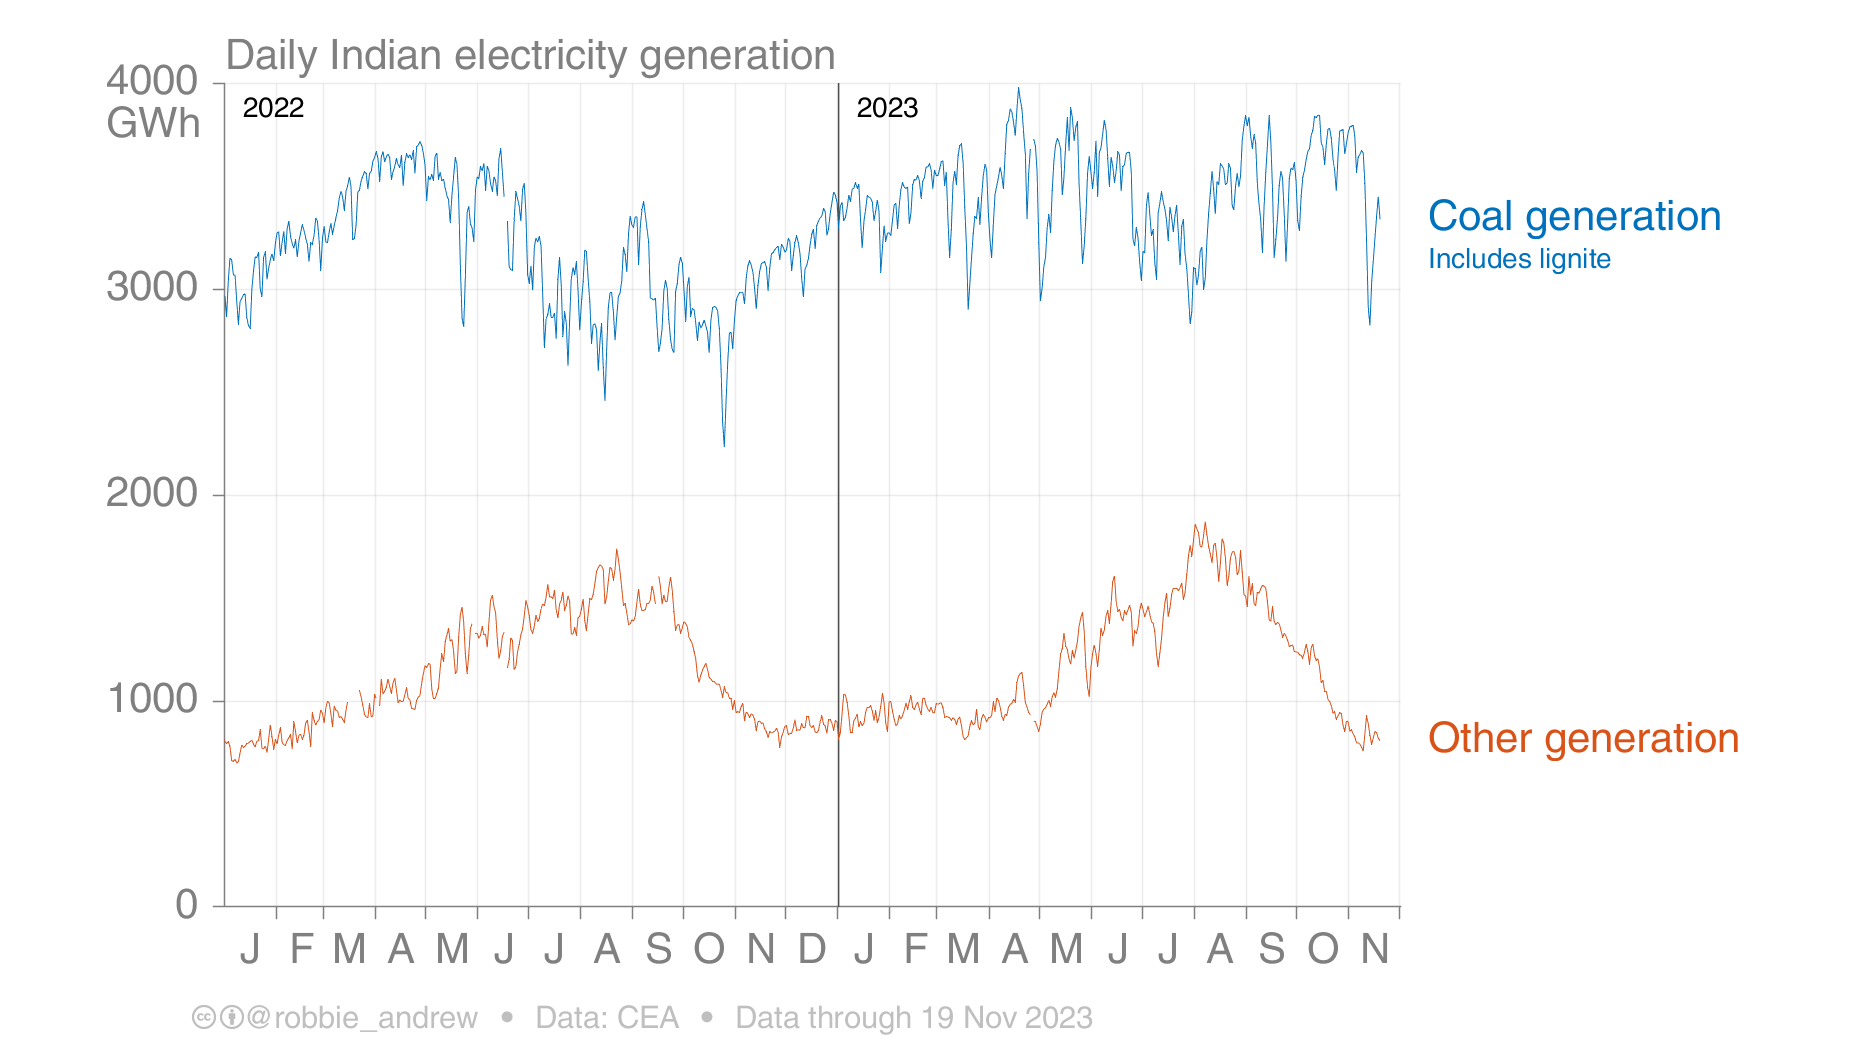 Daily Indian electricity generation
4000
GWh
2022
2023
3000
2000
1000
0
Coal generation
Includes lignite
Other generation
J F M A M J J A S O N D J F M A M J J A S O N
cc @robbie_andrew • Data: CEA • Data through 19 Nov 2023